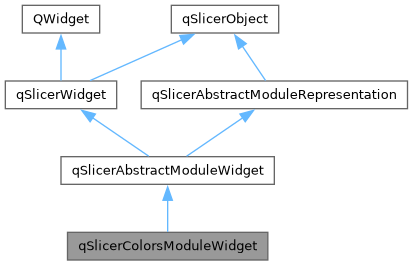 QWidget
qSlicerObject
qSlicerWidget
qSlicerAbstractModuleRepresentation
qSlicerAbstractModuleWidget
qSlicerColorsModuleWidget